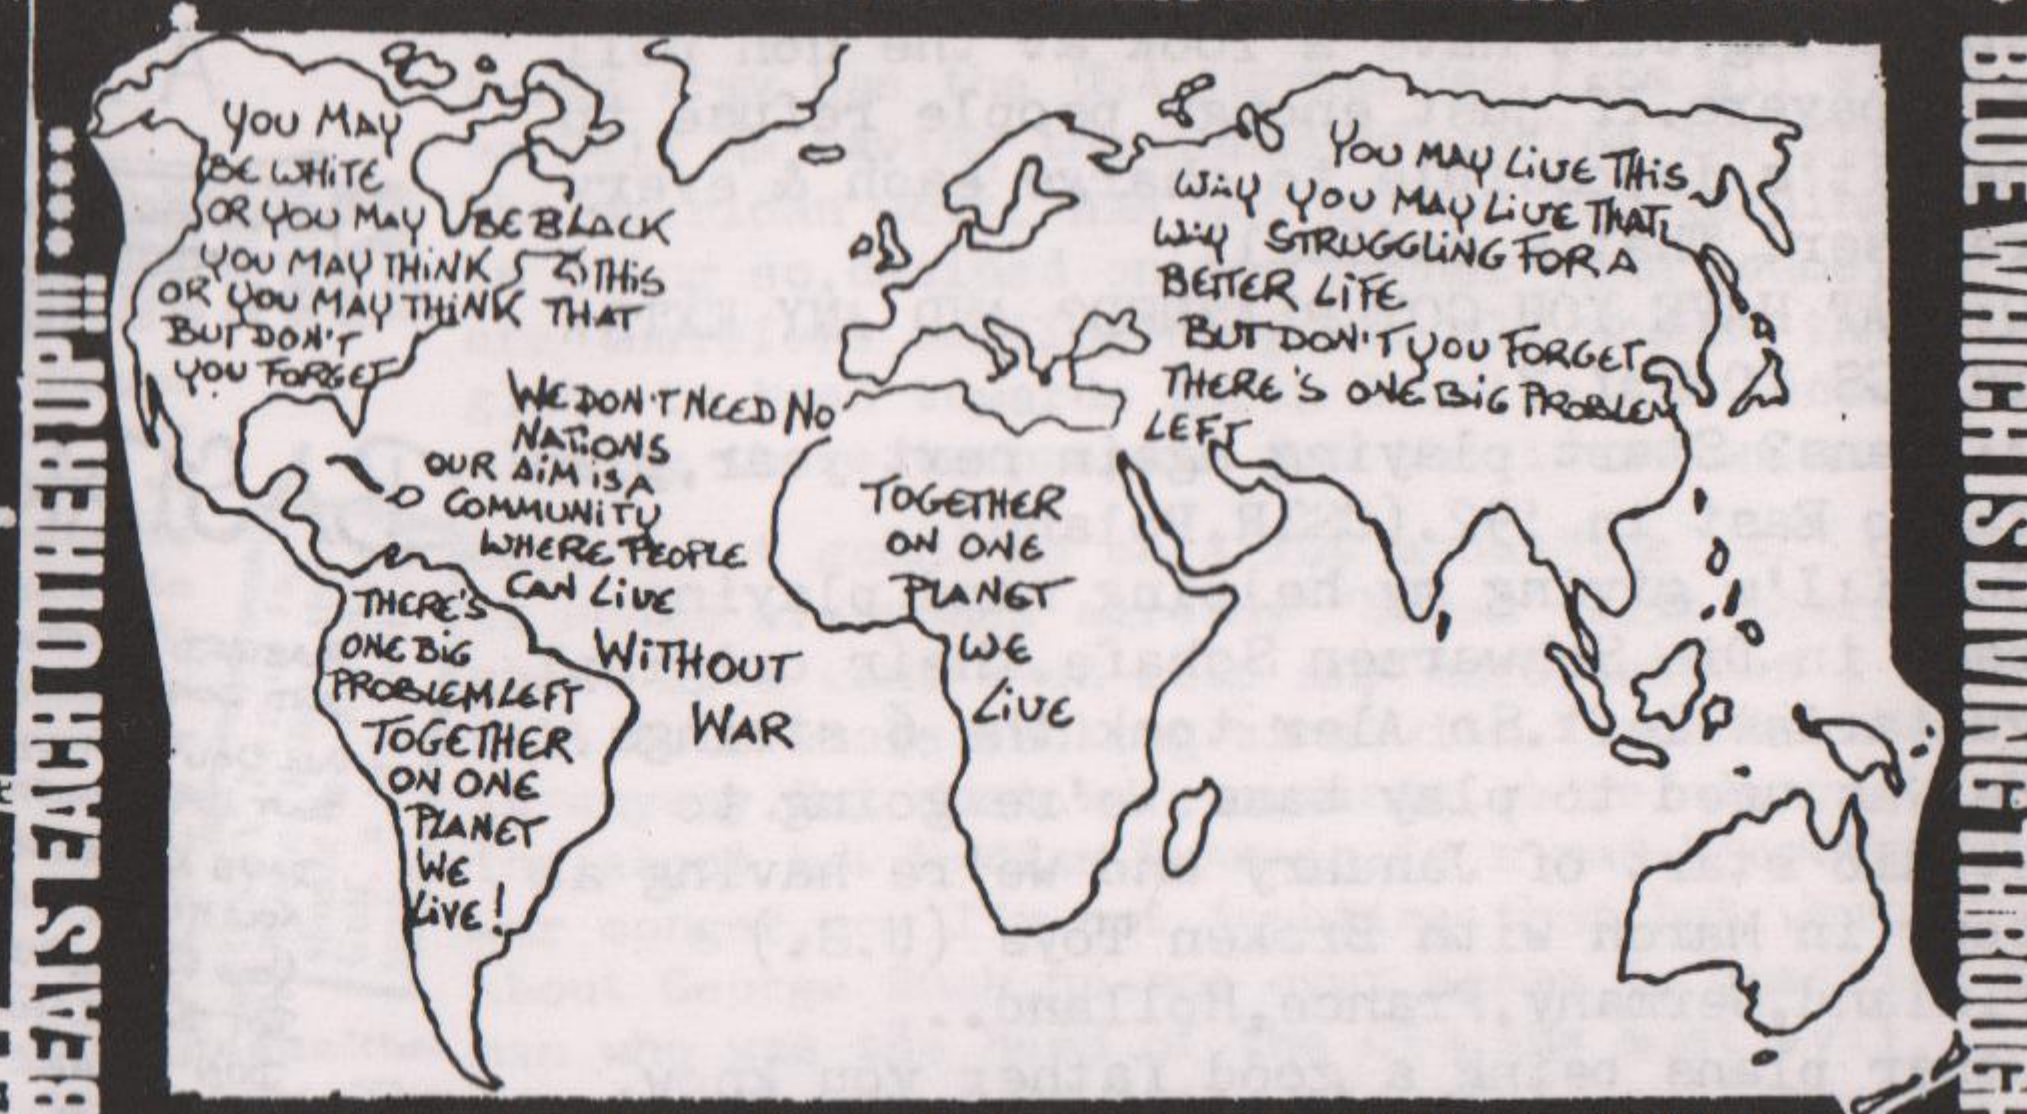 BEATS EACH OTHER UP!!!....
YOU MAY
BE WHITE
OR YOU MAY BE BLACK
YOU MAY THINK THIS
OR YOU MAY THINK THAT
BUT DON'T
YOU FORGET
THERE'S
ONE BIG
PROBLEM LEFT
TOGETHER
ON ONE
PLANET
WE
LIVE!
WE DON'T NEED NO
NATIONS
OUR AIM IS A
COMMUNITY
WHERE PEOPLE
CAN LIVE
WITHOUT
WAR
YOU MAY LIVE THIS
WAY YOU MAY LIVE THAT
WAY STRUGGLING FOR A
BETTER LIFE
BUT DON'T YOU FORGET
THERE'S ONE BIG PROBLEM
LEFT
TOGETHER
ON ONE
PLANET
WE
LIVE
BLUE WHICH IS DIVING THROUGH